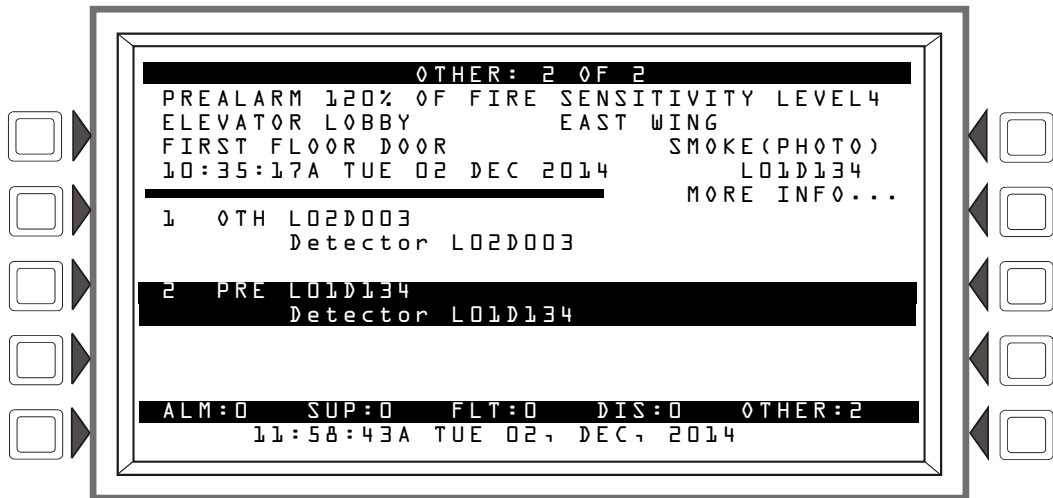 OTHER: 2 OF 2
PREALARM 120% OF FIRE SENSITIVITY LEVEL4
ELEVATOR LOBBY EAST WING
FIRST FLOOR DOOR SMOKE(PHOTO)
10:35:17A TUE 02 DEC 2014 L01D134
MORE INFO...
1 OTH L02D003
Detector L02D003
2 PRE L01D134
Detector L01D134
ALM:0 SUP:0 FLT:0 DIS:0 OTHER:2
11:58:43A TUE 02, DEC, 2014